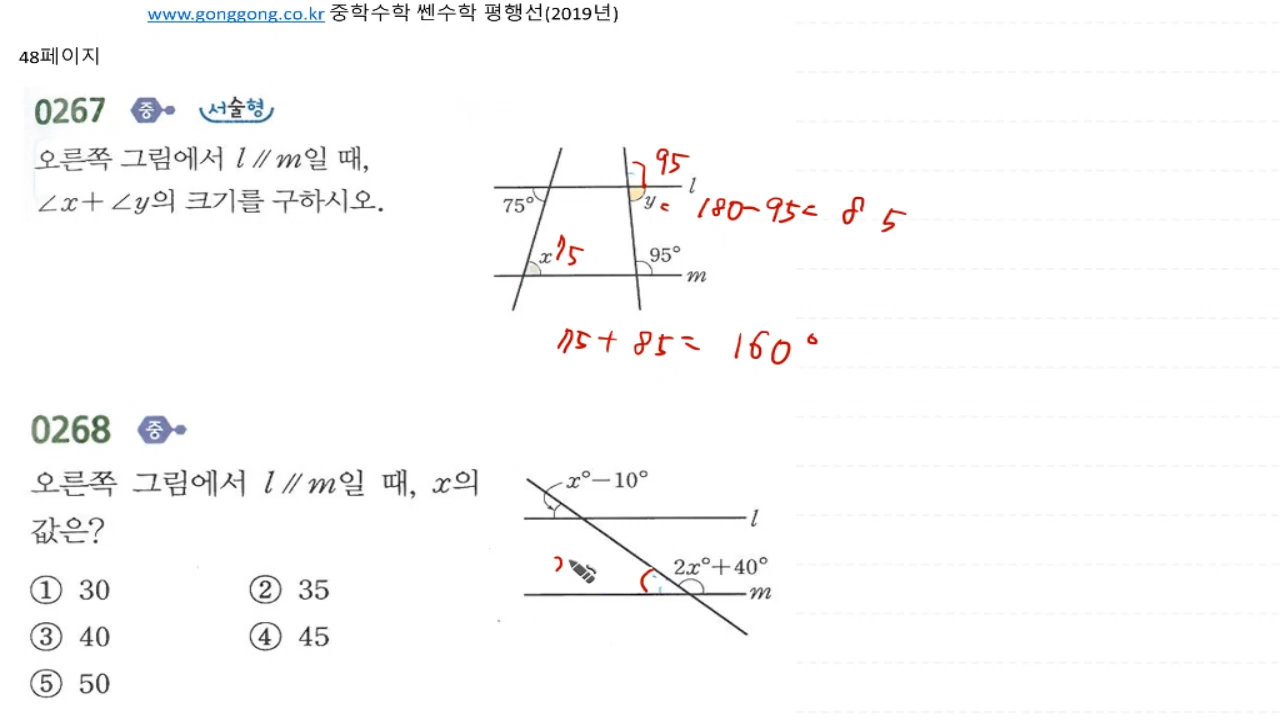 www.gonggong.co.kr 중학수학 쎈수학 평행선(2019년)
48페이지
0267 중 서술형
오른쪽 그림에서 l∥m일 때,
∠x+∠y의 크기를 구하시오.
95
l
75° y = 180-95= 85
x 75 95°
m
75+85= 160°
0268 중
오른쪽 그림에서 l∥m일 때, x의
값은?
① 30 ② 35
③ 40 ④ 45
⑤ 50
x°-10°
l
2x°+40°
m